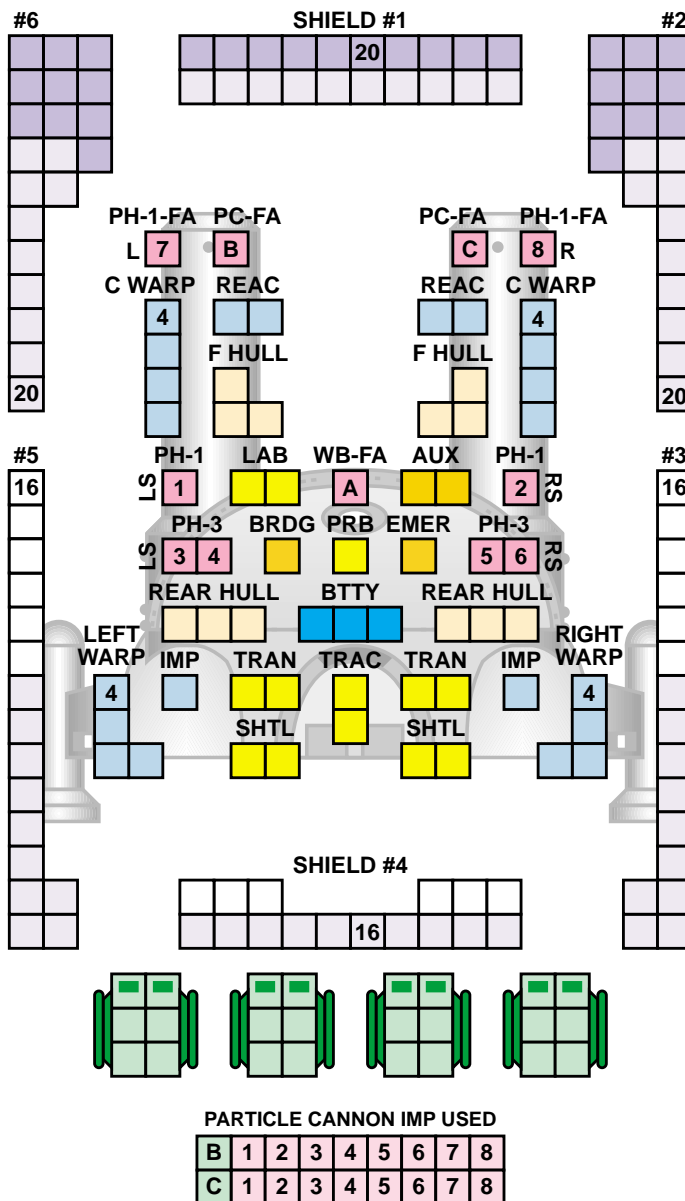 #6 SHIELD #1 #2
20
PH-1-FA PC-FA PC-FA PH-1-FA
L 7 B C 8 R
C WARP REAC REAC C WARP
4 4
F HULL F HULL
20 20
#5 PH-1 LAB WB-FA AUX PH-1 #3
16 LS 1 A 2 RS 16
PH-3 BRDG PRB EMER PH-3
LS 3 4 5 6 RS
REAR HULL BTTY REAR HULL
LEFT WARP IMP TRAN TRAC TRAN IMP RIGHT WARP
4 4
SHTL SHTL
SHIELD #4
16
PARTICLE CANNON IMP USED
B 1 2 3 4 5 6 7 8
C 1 2 3 4 5 6 7 8